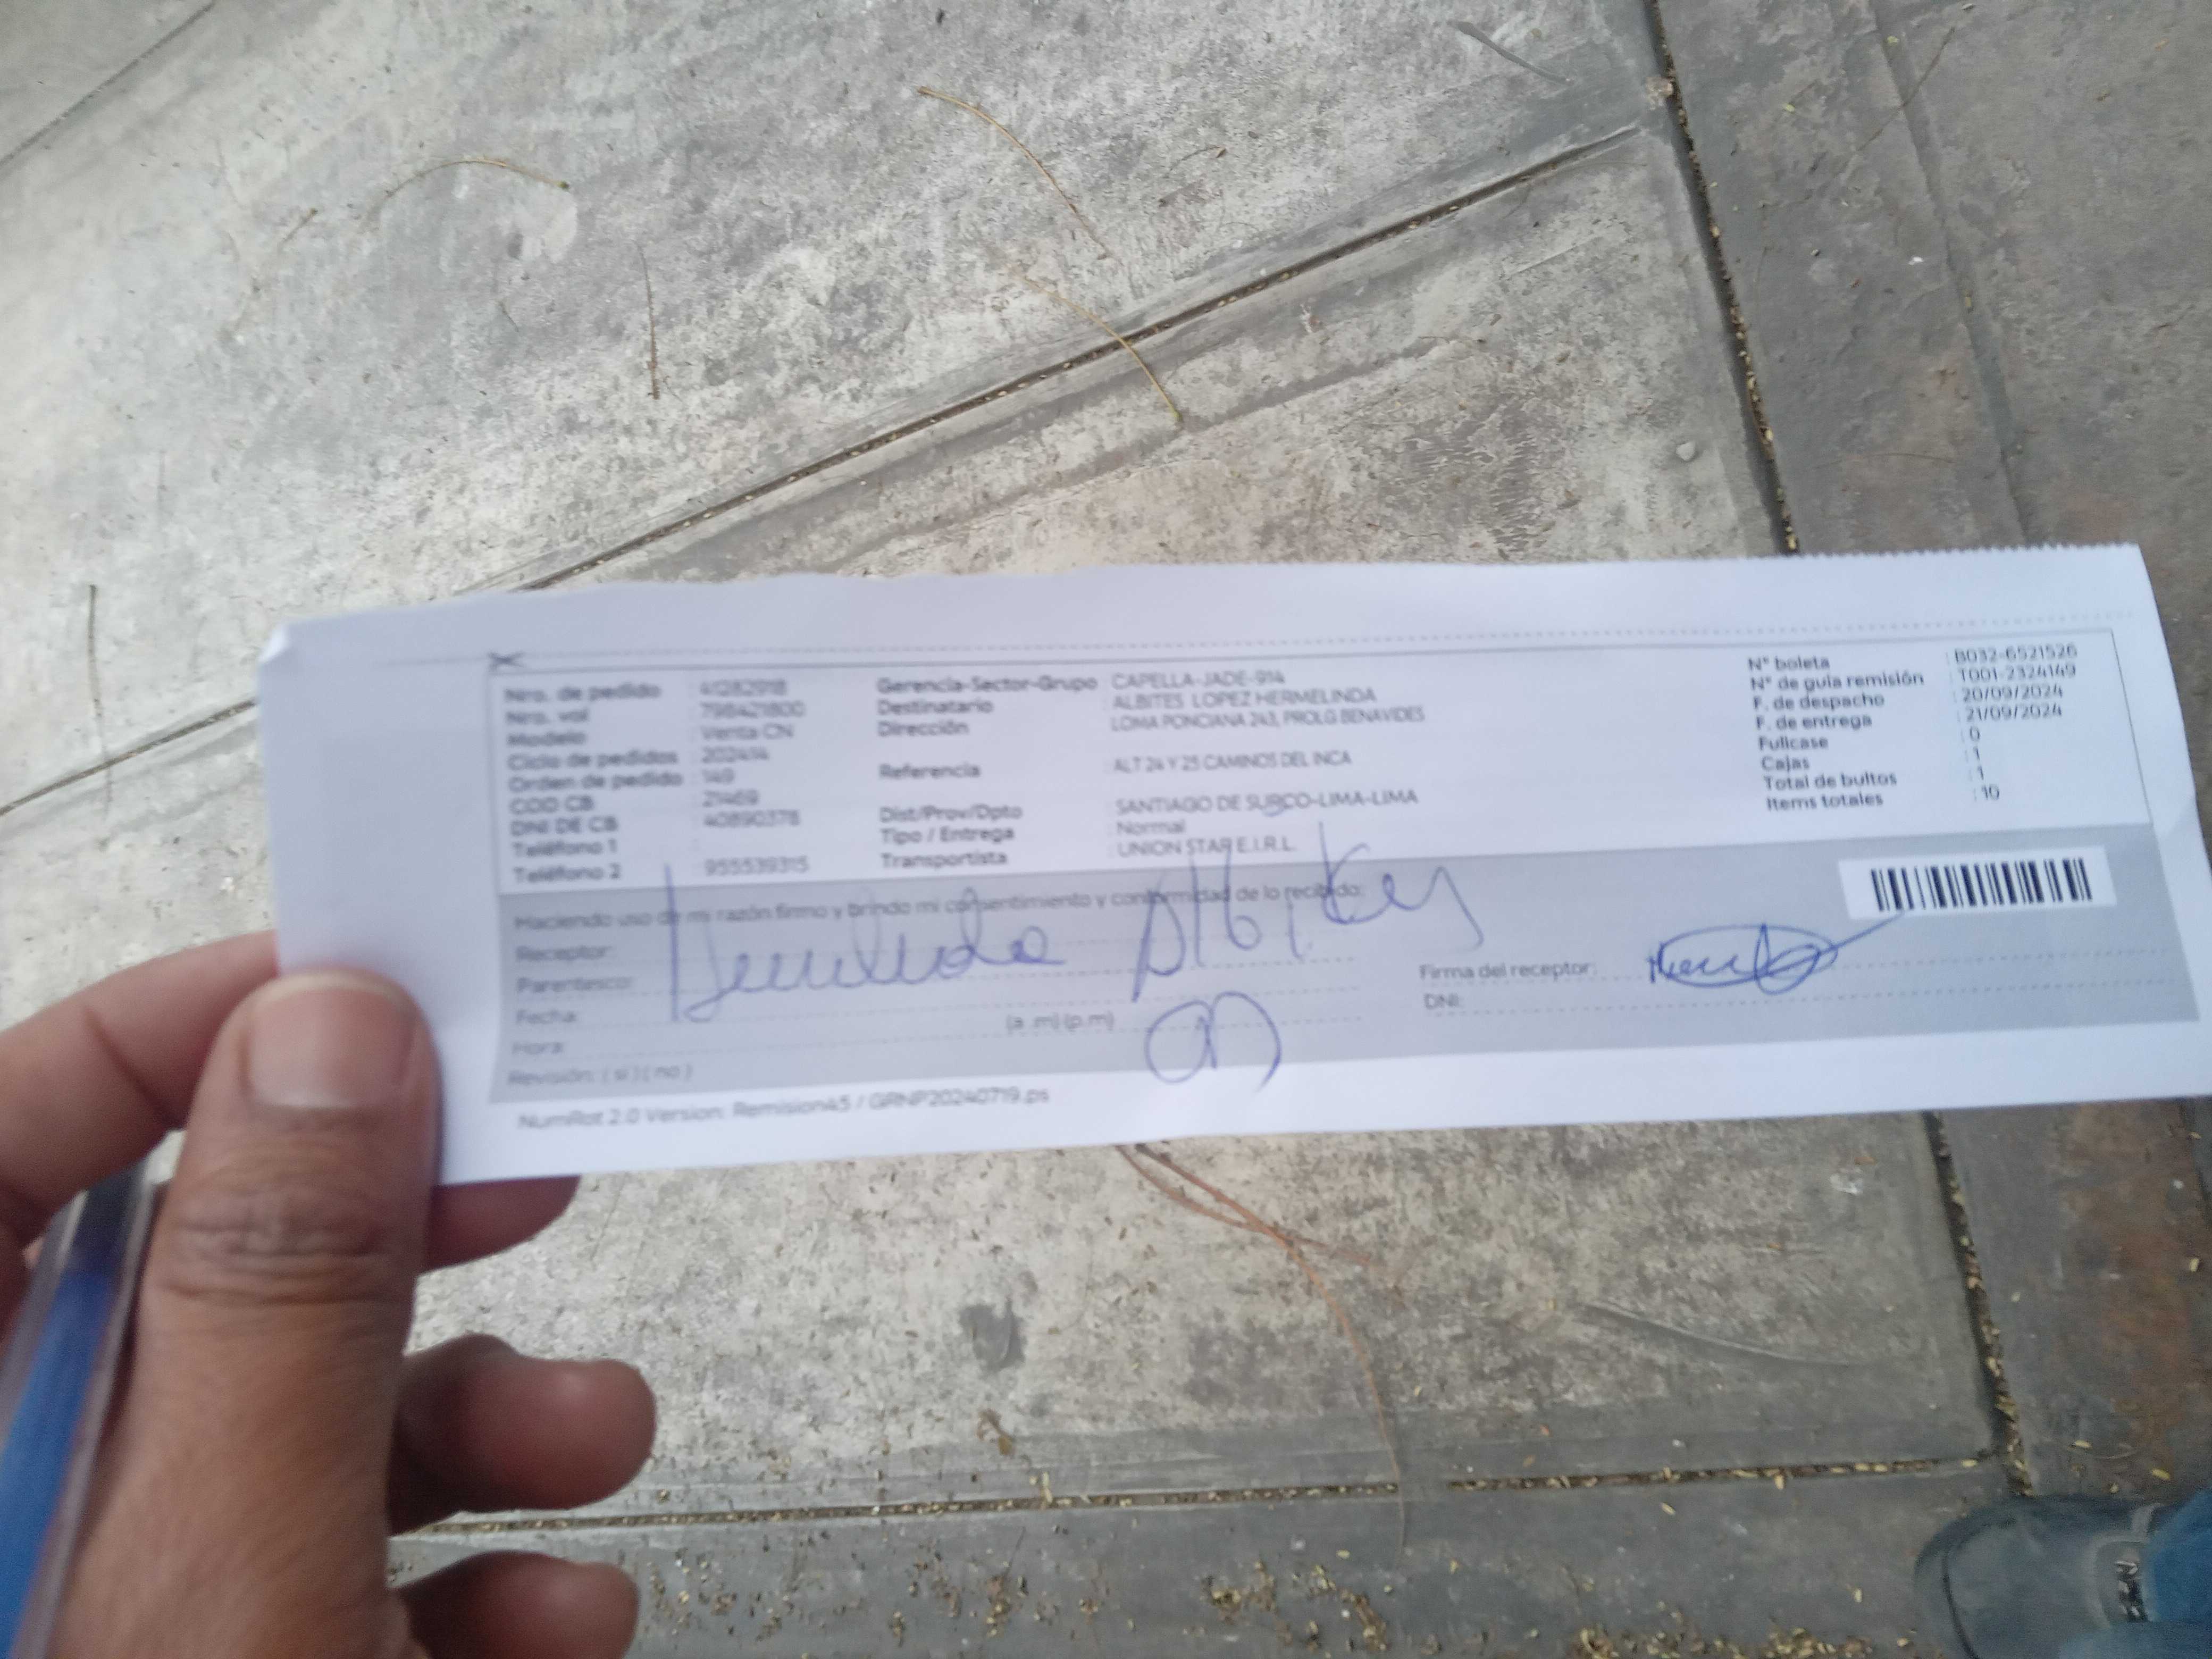 Nro. de pedido : 41282918 Gerencia-Sector-Grupo : CAPELLA-JADE-914 N° boleta : B032-6521526
Nro. val : 798421800 Destinatario : ALBITES LOPEZ HERMELINDA N° de guía remisión : T001-2324149
Modelo : Venta CN Dirección : LOMA PONCIANA 243, PROLG BENAVIDES F. de despacho : 20/09/2024
Ciclo de pedidos : 202414 F. de entrega : 21/09/2024
Orden de pedido : 149 Referencia : ALT 24 Y 25 CAMINOS DEL INCA Fullcase : 0
COD CB : 21469 Cajas : 1
DNI DE CB : 40890378 Dist/Prov/Dpto : SANTIAGO DE SURCO-LIMA-LIMA Total de bultos : 1
Teléfono 1 : Tipo / Entrega : Normal Items totales : 10
Teléfono 2 : 955539315 Transportista : UNION STAR E.I.R.L.
Haciendo uso de mi razón firmo y brindo mi consentimiento y conformidad de lo recibido:
Receptor: Hermelinda Albites
Parentesco: Firma del receptor:
Fecha: DNI:
Hora: (a .m) (p.m)
Revisión: ( si ) ( no )
NumRot 2.0 Version: Remision45 / GRNP20240719.ps